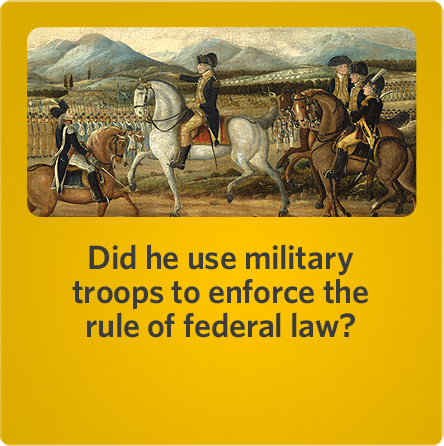 Did he use military
troops to enforce the
rule of federal law?